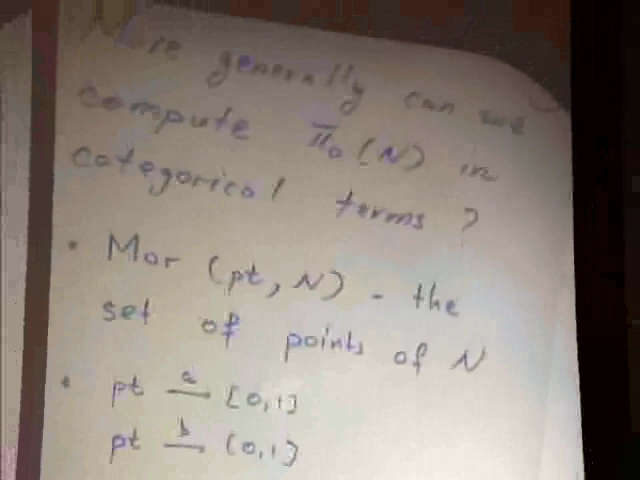 More generally can we
compute π₀(N) in
categorical terms ?
• Mor (pt, N) - the
set of points of N
• pt a— [0,1]
pt b— [0,1]